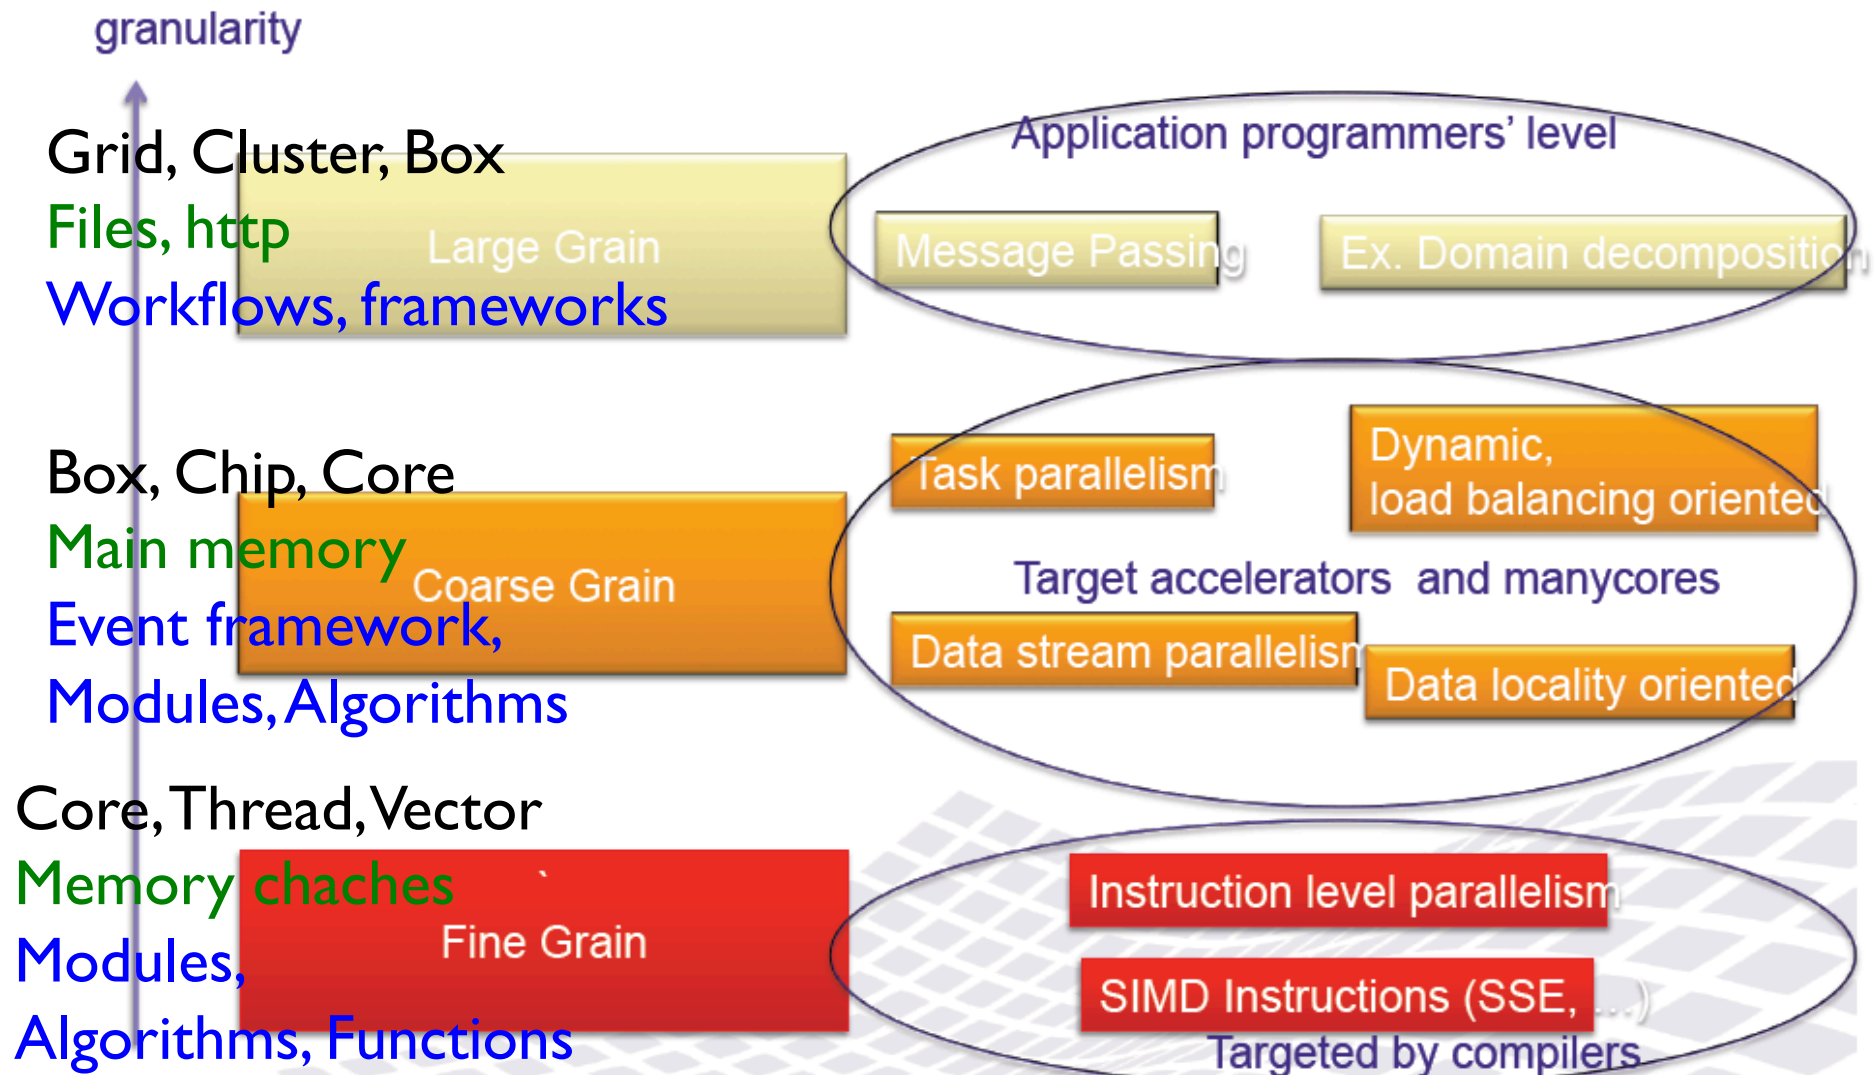 granularity
Grid, Cluster, Box
Files, http
Workflows, frameworks
Large Grain
Application programmers' level
Message Passing
Ex. Domain decomposition
Box, Chip, Core
Main memory
Event framework,
Modules, Algorithms
Coarse Grain
Task parallelism
Dynamic,
load balancing oriented
Target accelerators and manycores
Data stream parallelism
Data locality oriented
Core, Thread, Vector
Memory chaches
Modules,
Algorithms, Functions
`
Fine Grain
Instruction level parallelism
SIMD Instructions (SSE, ...)
Targeted by compilers